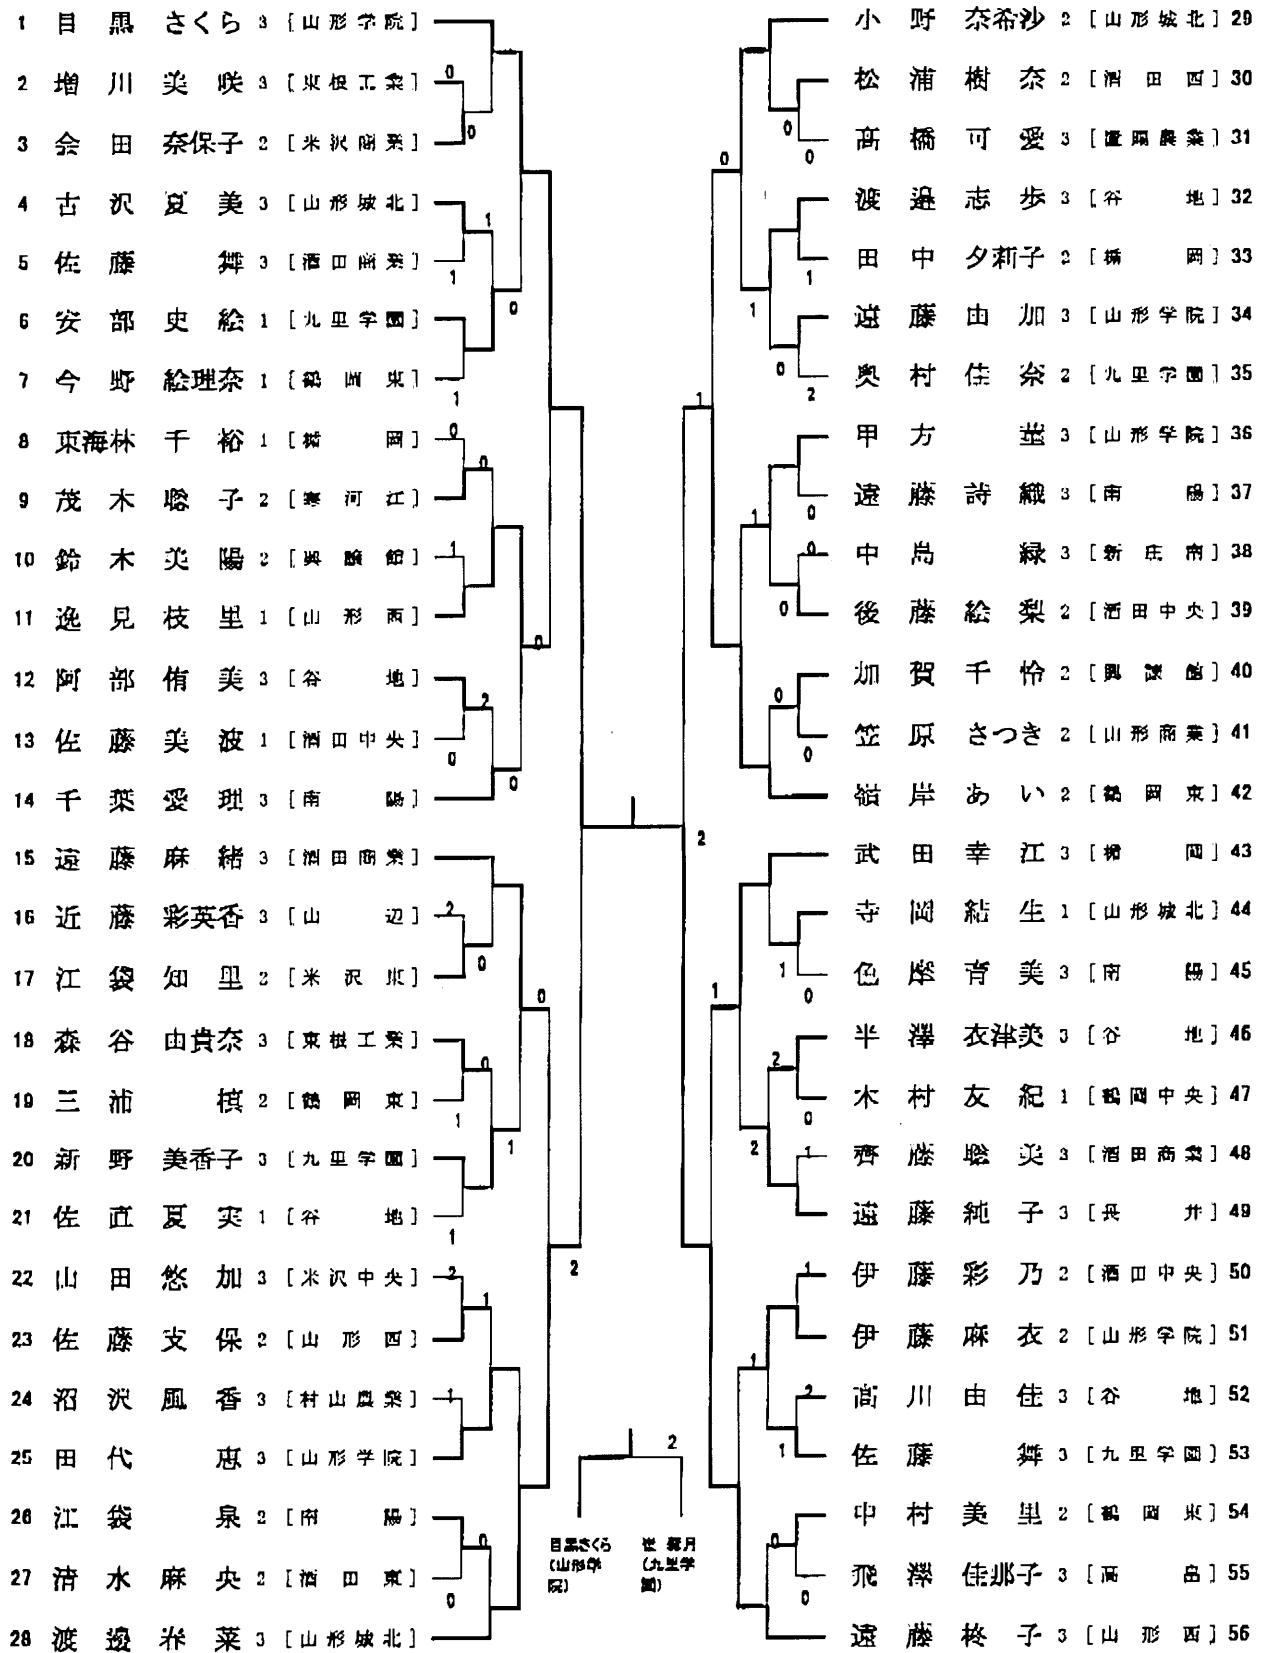 1 目黒 さくら 3 [山形学院]
2 増川 美咲 3 [東根工業]
3 会田 奈保子 2 [米沢商業]
4 古沢 夏美 3 [山形城北]
5 佐藤 舞 3 [酒田商業]
6 安部 史絵 1 [九里学園]
7 今野 絵理奈 1 [鶴岡東]
8 東海林 千裕 1 [楯岡]
9 茂木 聡子 2 [寒河江]
10 鈴木 美陽 2 [興譲館]
11 逸見 枝里 1 [山形西]
12 阿部 侑美 3 [谷地]
13 佐藤 美波 1 [酒田中央]
14 千葉 愛理 3 [南陽]
15 遠藤 麻緒 3 [酒田商業]
16 近藤 彩英香 3 [山辺]
17 江袋 知里 2 [米沢東]
18 森谷 由貴奈 3 [東根工業]
19 三浦 槙 2 [鶴岡東]
20 新野 美香子 3 [九里学園]
21 佐直 夏実 1 [谷地]
22 山田 悠加 3 [米沢中央]
23 佐藤 支保 2 [山形西]
24 沼沢 風香 3 [村山農業]
25 田代 恵 3 [山形学院]
26 江袋 泉 2 [南陽]
27 清水 麻央 2 [酒田東]
28 渡邊 春菜 3 [山形城北]
小野 奈希沙 2 [山形城北] 29
松浦 樹奈 2 [酒田西] 30
高橋 可愛 3 [置賜農業] 31
渡邉 志歩 3 [谷地] 32
田中 夕莉子 2 [楯岡] 33
遠藤 由加 3 [山形学院] 34
奥村 佳奈 2 [九里学園] 35
甲方 3 [山形学院] 36
遠藤 詩織 3 [南陽] 37
中島 緑 3 [新庄南] 38
後藤 絵梨 2 [酒田中央] 39
加賀 千怜 2 [興譲館] 40
笠原 さつき 2 [山形商業] 41
嶺岸 あい 2 [鶴岡東] 42
武田 幸江 3 [楯岡] 43
寺岡 結生 1 [山形城北] 44
色摩 育美 3 [南陽] 45
半澤 衣津美 3 [谷地] 46
木村 友紀 1 [鶴岡中央] 47
齊藤 聡美 3 [酒田商業] 48
遠藤 純子 3 [長井] 49
伊藤 彩乃 2 [酒田中央] 50
伊藤 麻衣 2 [山形学院] 51
高川 由佳 3 [谷地] 52
佐藤 舞 3 [九里学園] 53
中村 美里 2 [鶴岡東] 54
飛澤 佳那子 3 [高畠] 55
遠藤 柊子 3 [山形西] 56
2
目黒さくら
(山形学
院)
月
(九里学
園)